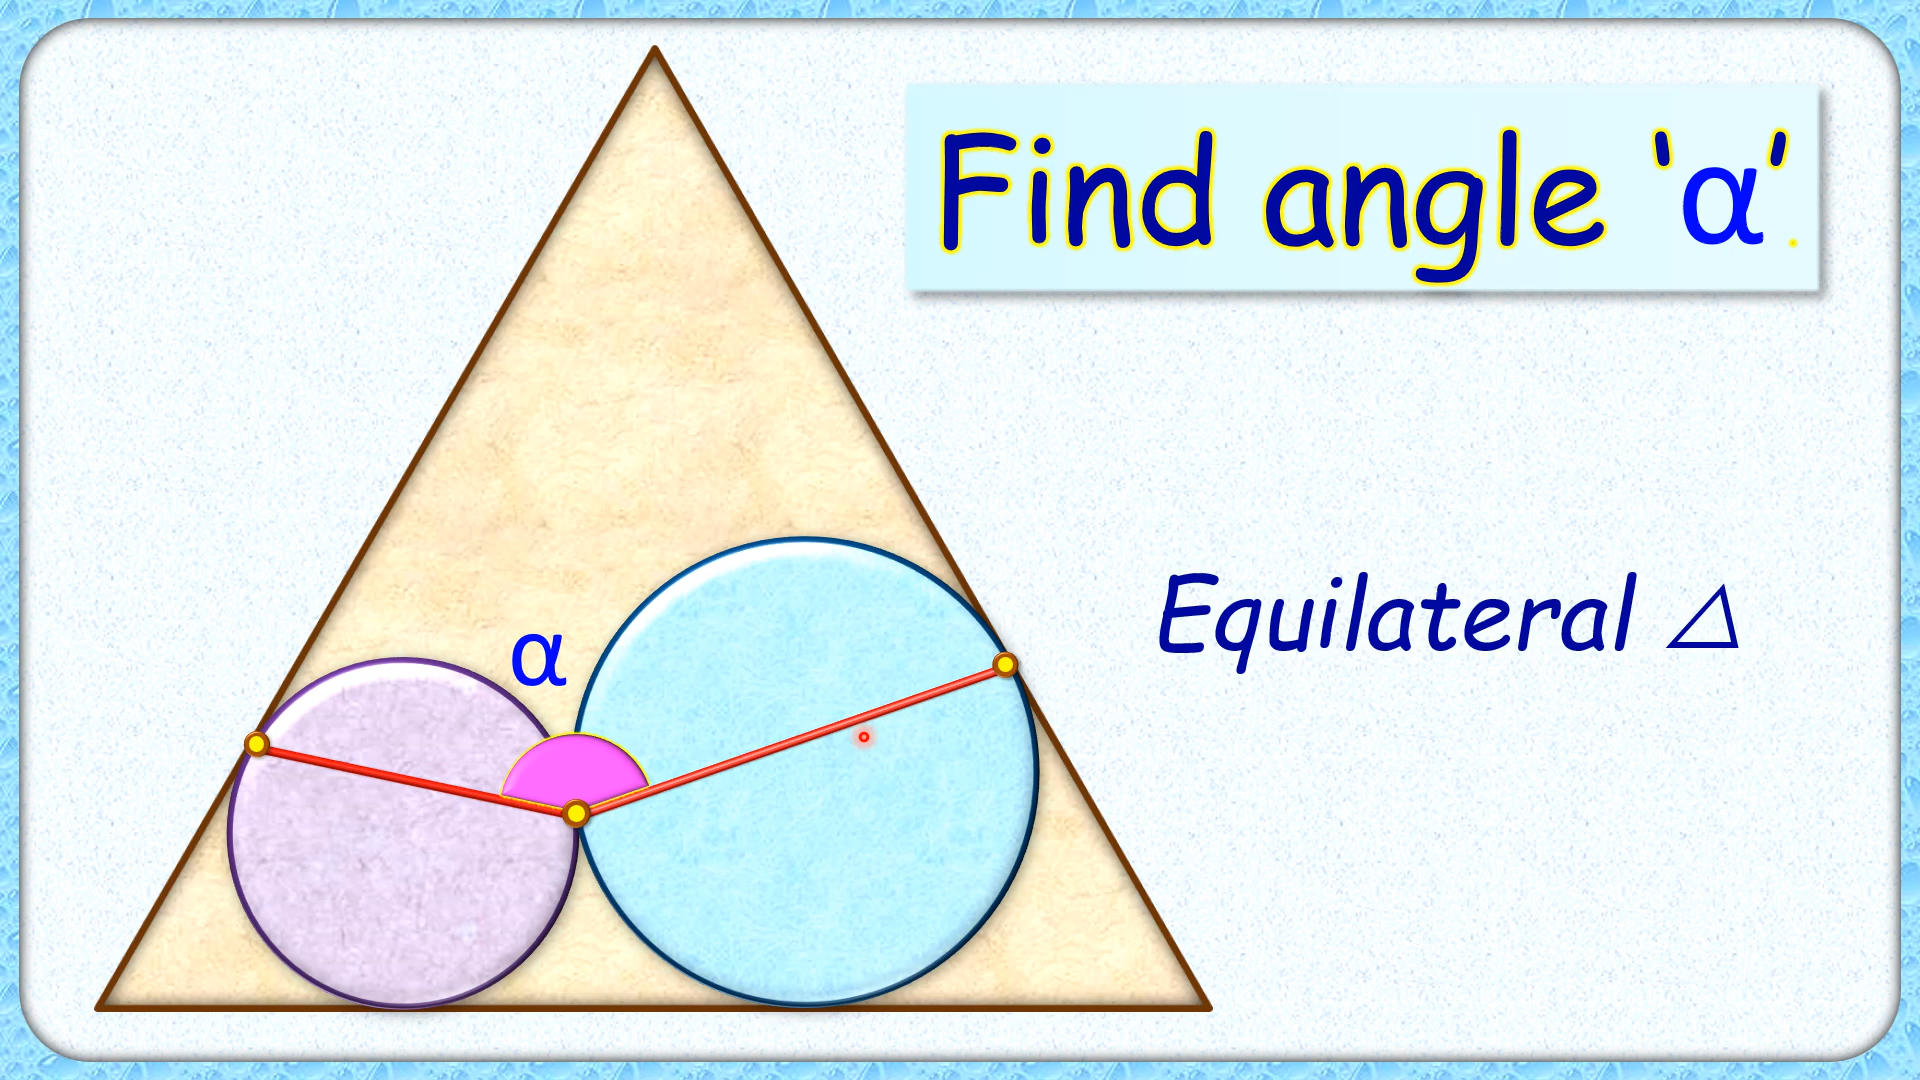 Find angle ‘α’.
Equilateral △
α